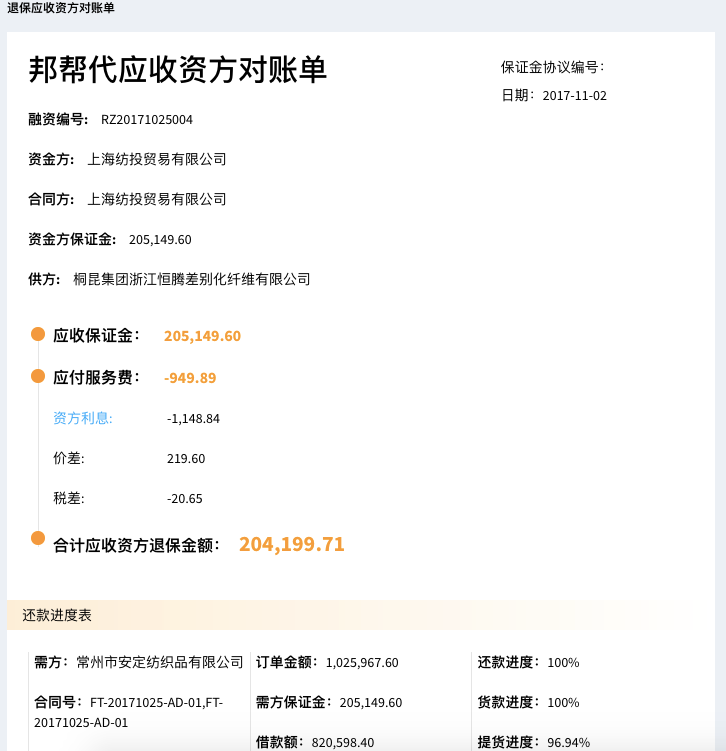 退保应收资方对账单
邦帮代应收资方对账单
保证金协议编号：
日期：2017-11-02
融资编号： RZ20171025004
资金方： 上海纺投贸易有限公司
合同方： 上海纺投贸易有限公司
资金方保证金： 205,149.60
供方： 桐昆集团浙江恒腾差别化纤维有限公司
应收保证金： 205,149.60
应付服务费： -949.89
资方利息: -1,148.84
价差: 219.60
税差: -20.65
合计应收资方退保金额： 204,199.71
还款进度表
需方：常州市安定纺织品有限公司 订单金额：1,025,967.60 还款进度：100%
合同号：FT-20171025-AD-01,FT- 需方保证金：205,149.60 货款进度：100%
20171025-AD-01
借款额：820,598.40 提货进度：96.94%